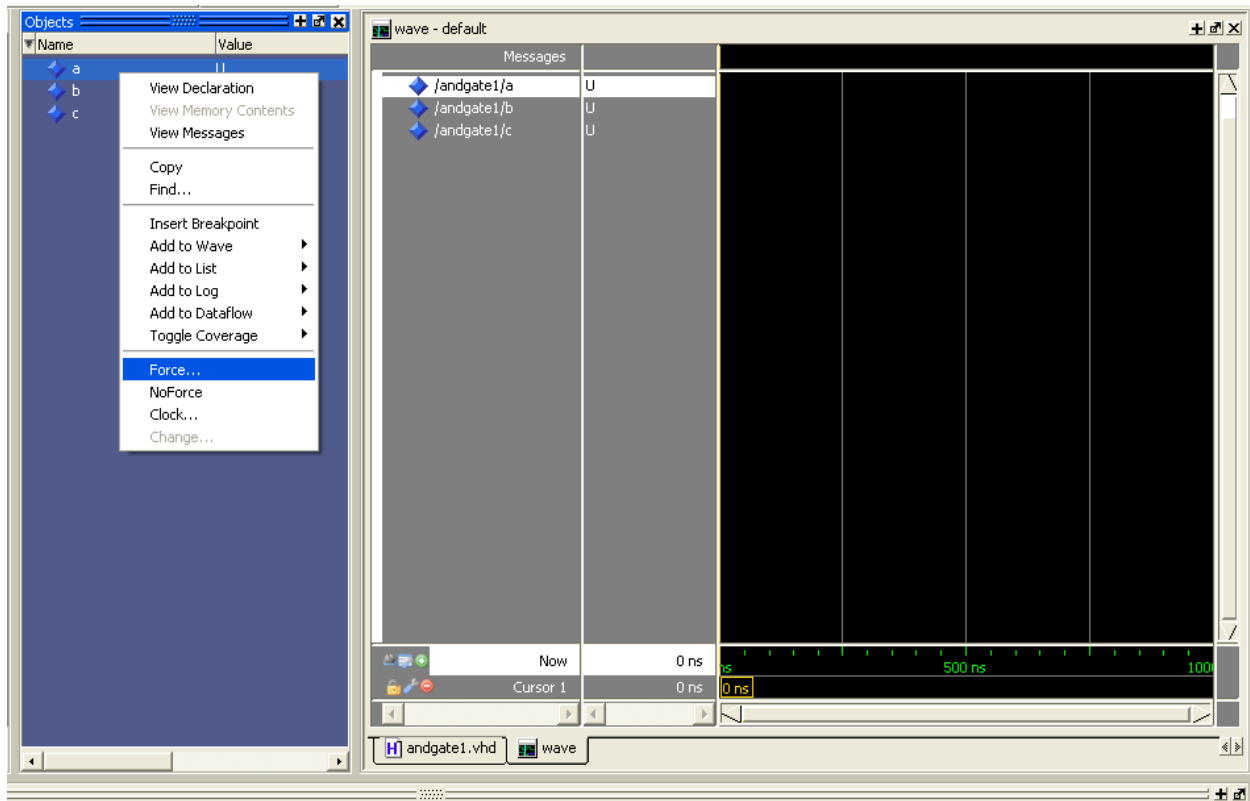 Objects
Name Value
a U
b
c
View Declaration
View Memory Contents
View Messages
Copy
Find...
Insert Breakpoint
Add to Wave
Add to List
Add to Log
Add to Dataflow
Toggle Coverage
Force...
NoForce
Clock...
Change...
wave - default
Messages
/andgate1/a U
/andgate1/b U
/andgate1/c U
Now 0 ns
ns 500 ns 1000
Cursor 1 0 ns 0 ns
H andgate1.vhd wave